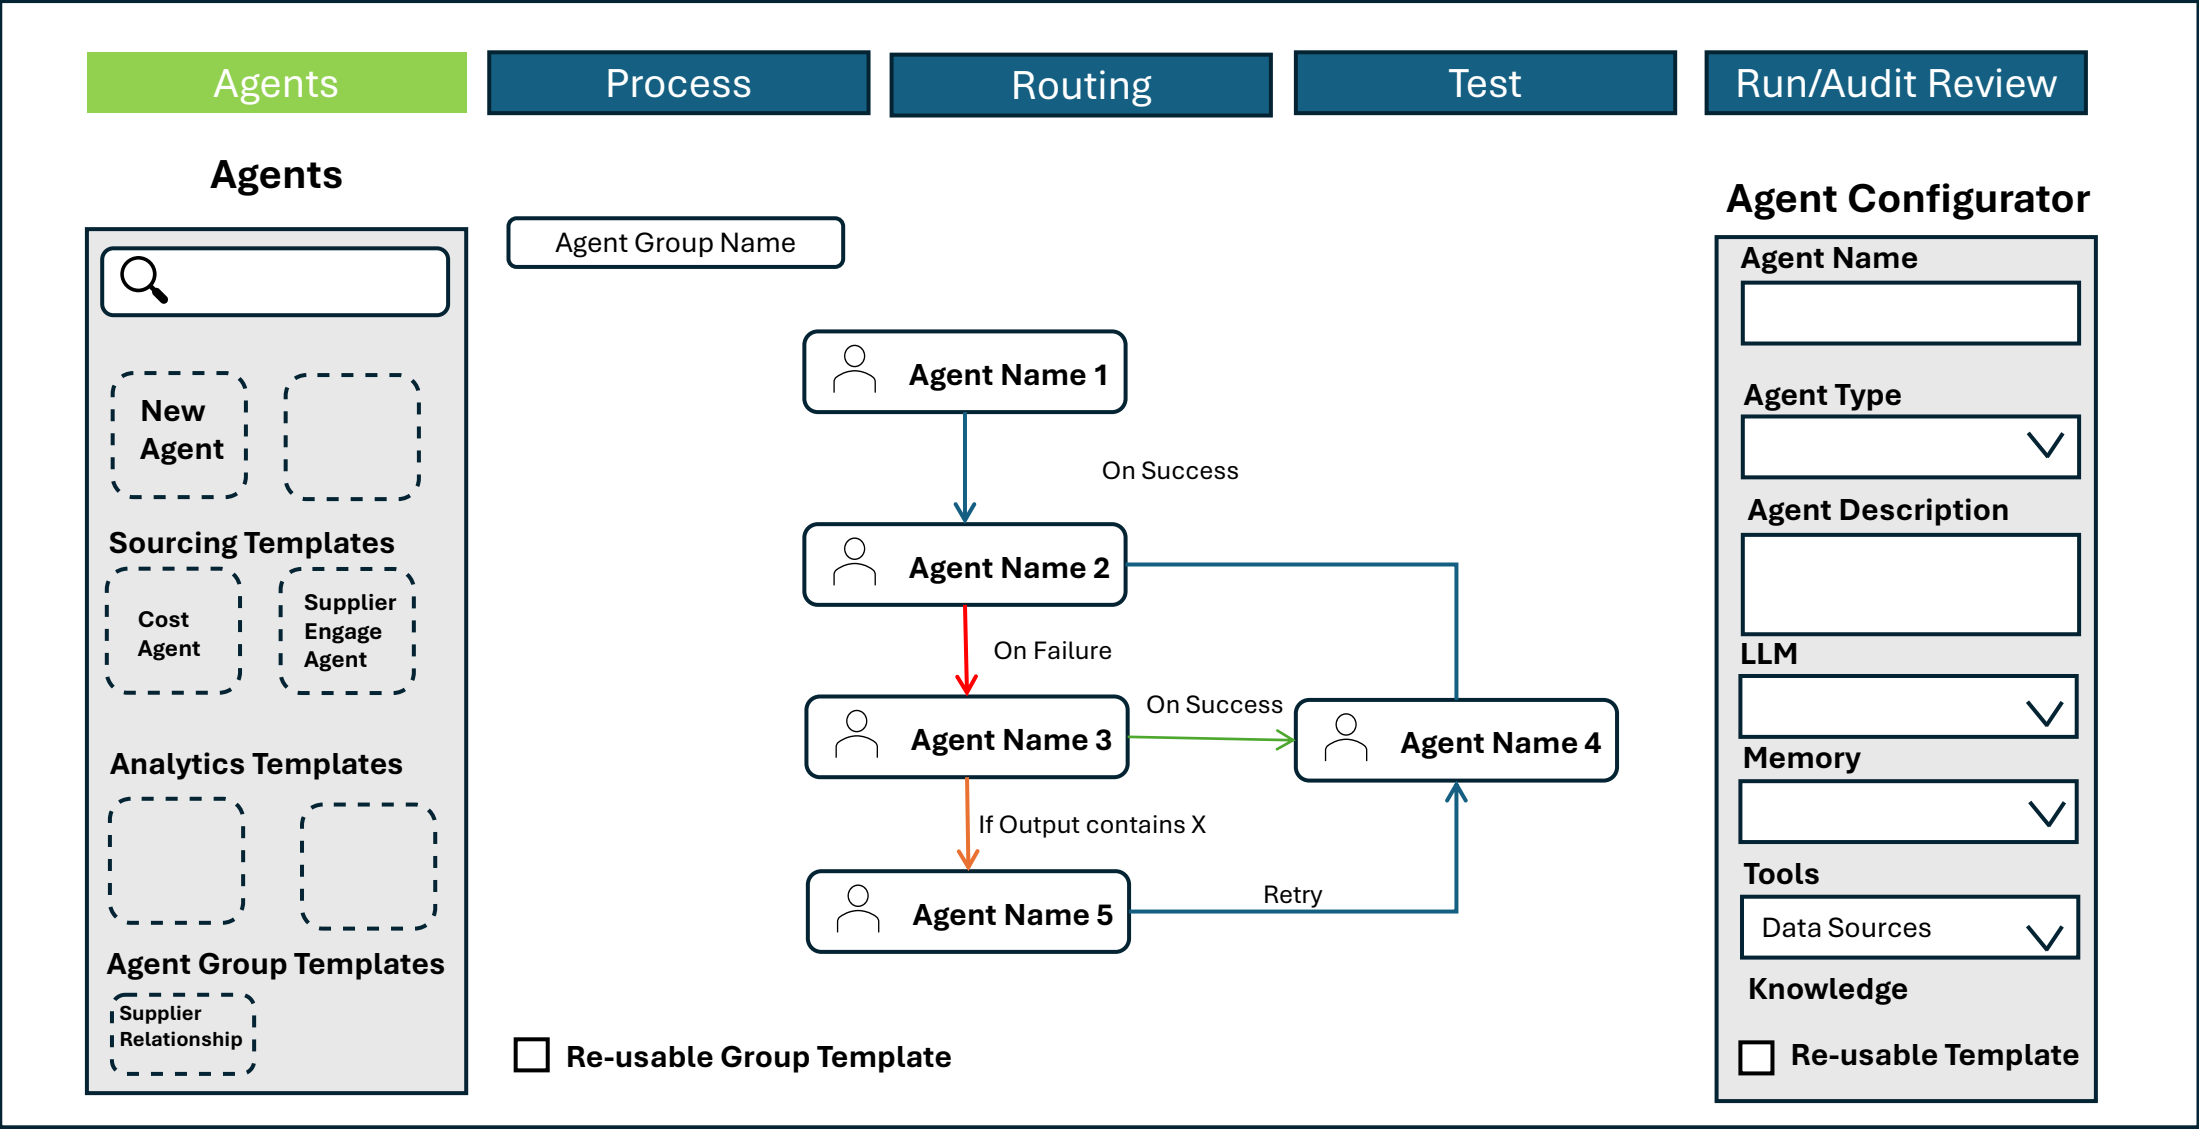 Agents
Process
Routing
Test
Run/Audit Review
Agents
New
Agent
Sourcing Templates
Cost
Agent
Supplier
Engage
Agent
Analytics Templates
Agent Group Templates
Supplier
Relationship
Agent Group Name
Agent Name 1
On Success
Agent Name 2
On Failure
Agent Name 3
On Success
Agent Name 4
If Output contains X
Agent Name 5
Retry
Re-usable Group Template
Agent Configurator
Agent Name
Agent Type
Agent Description
LLM
Memory
Tools
Data Sources
Knowledge
Re-usable Template